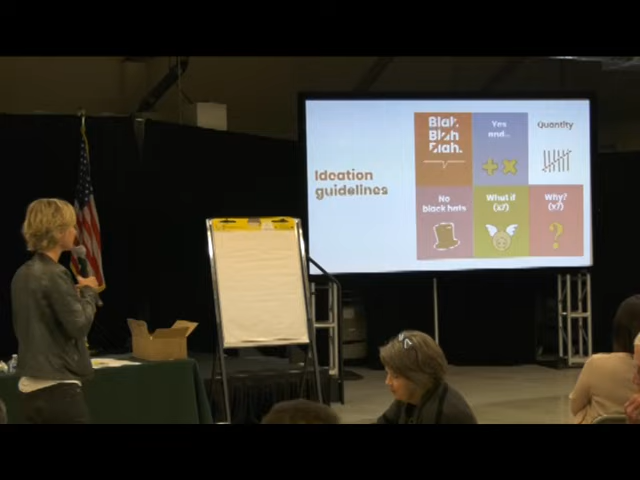 Ideation
guidelines
Blah.
Blah
Blah.
Yes
and...
Quantity
No
black hats
What if
(x7)
Why?
(x7)
?